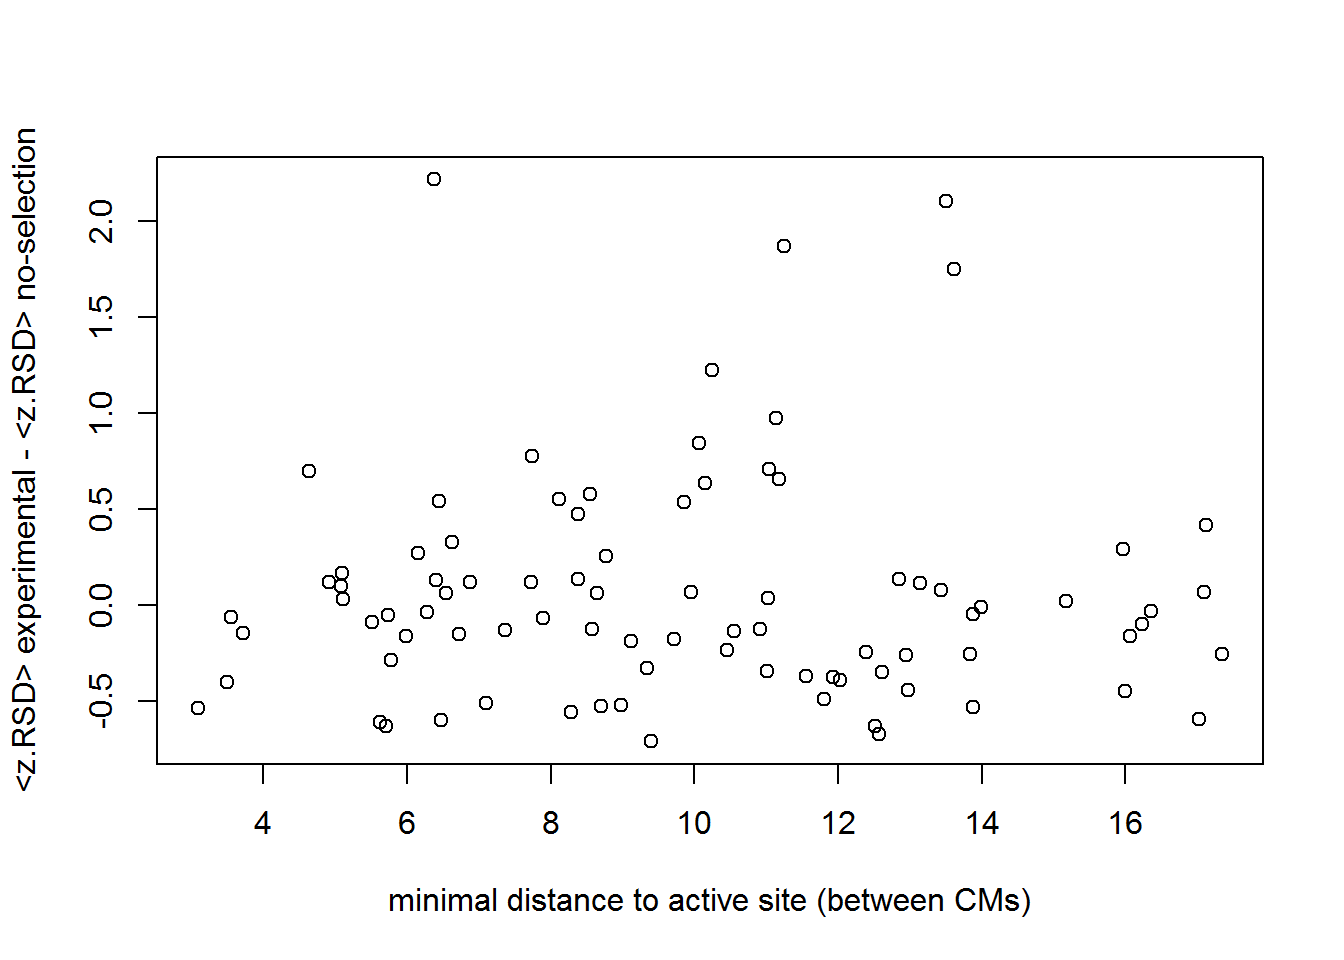 <z.RSD> experimental - <z.RSD> no-selection
2.0
1.5
1.0
0.5
0.0
-0.5
4 6 8 10 12 14 16
minimal distance to active site (between CMs)